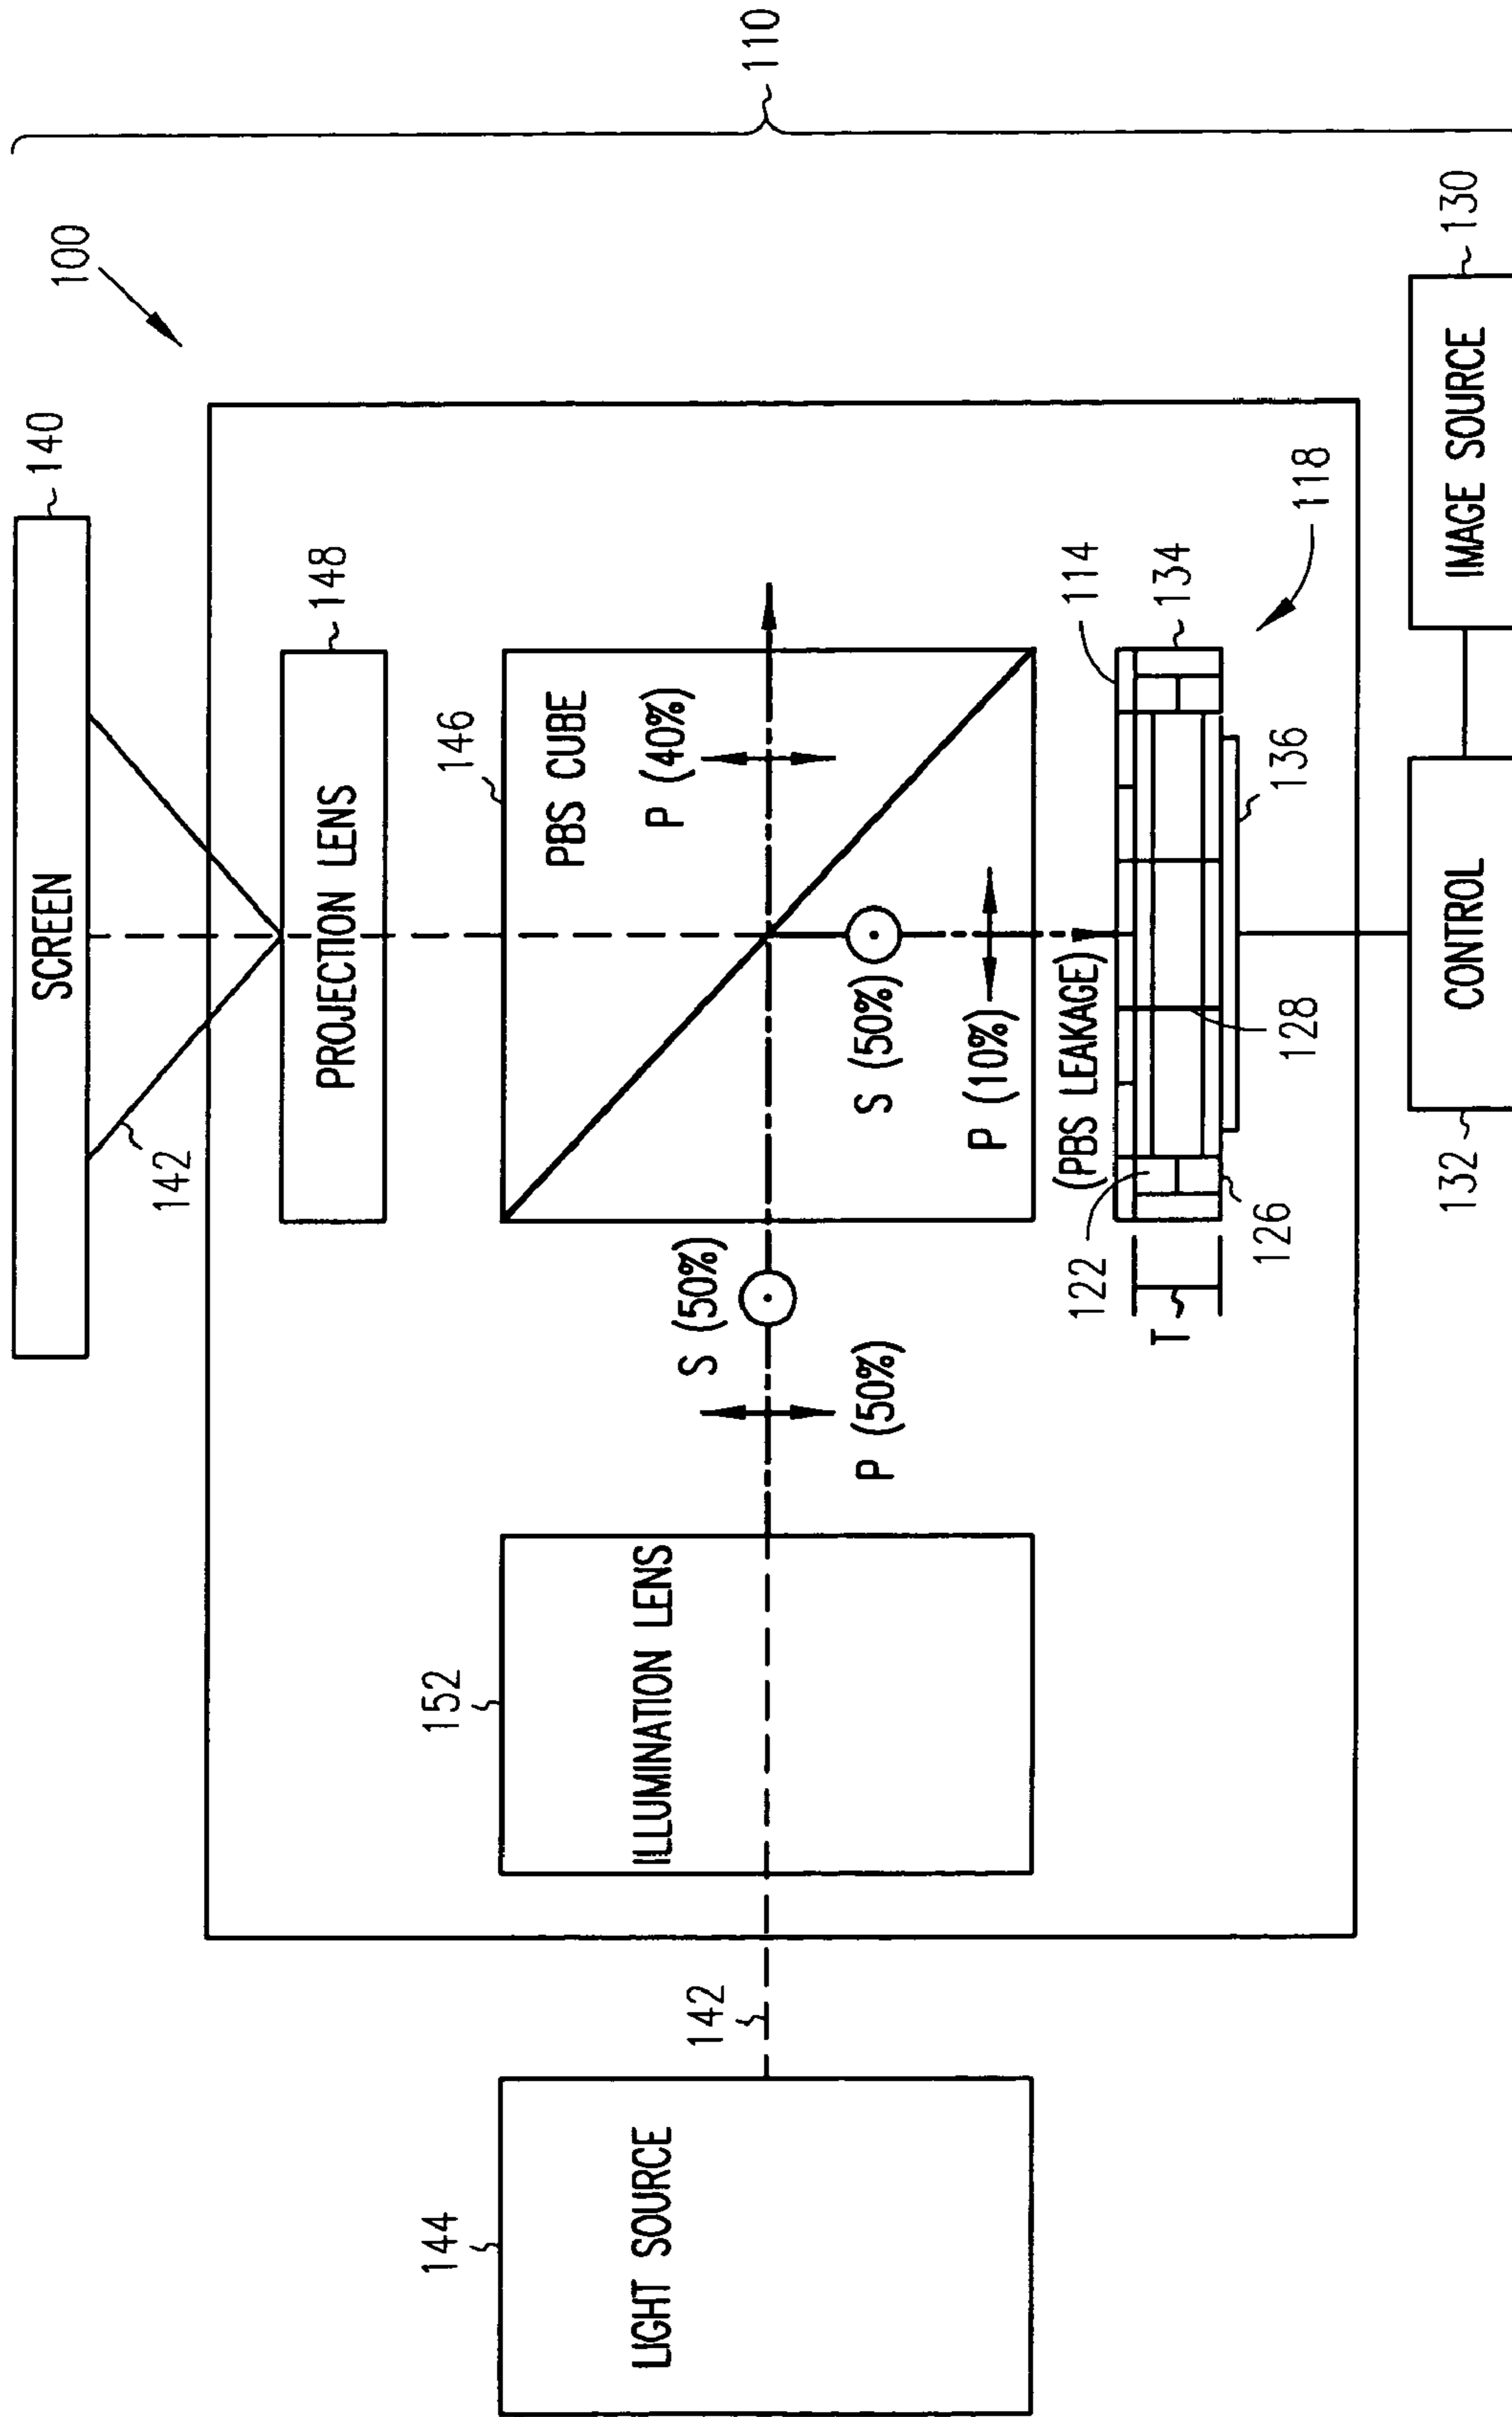 100
110
SCREEN
140
142
PROJECTION LENS
148
146
PBS CUBE
P (40%)
S (50%)
P (50%)
S (50%)
P (10%)
(PBS LEAKAGE)
144
LIGHT SOURCE
142
152
ILLUMINATION LENS
114
134
118
122
T
126
128
136
CONTROL
132
IMAGE SOURCE
130